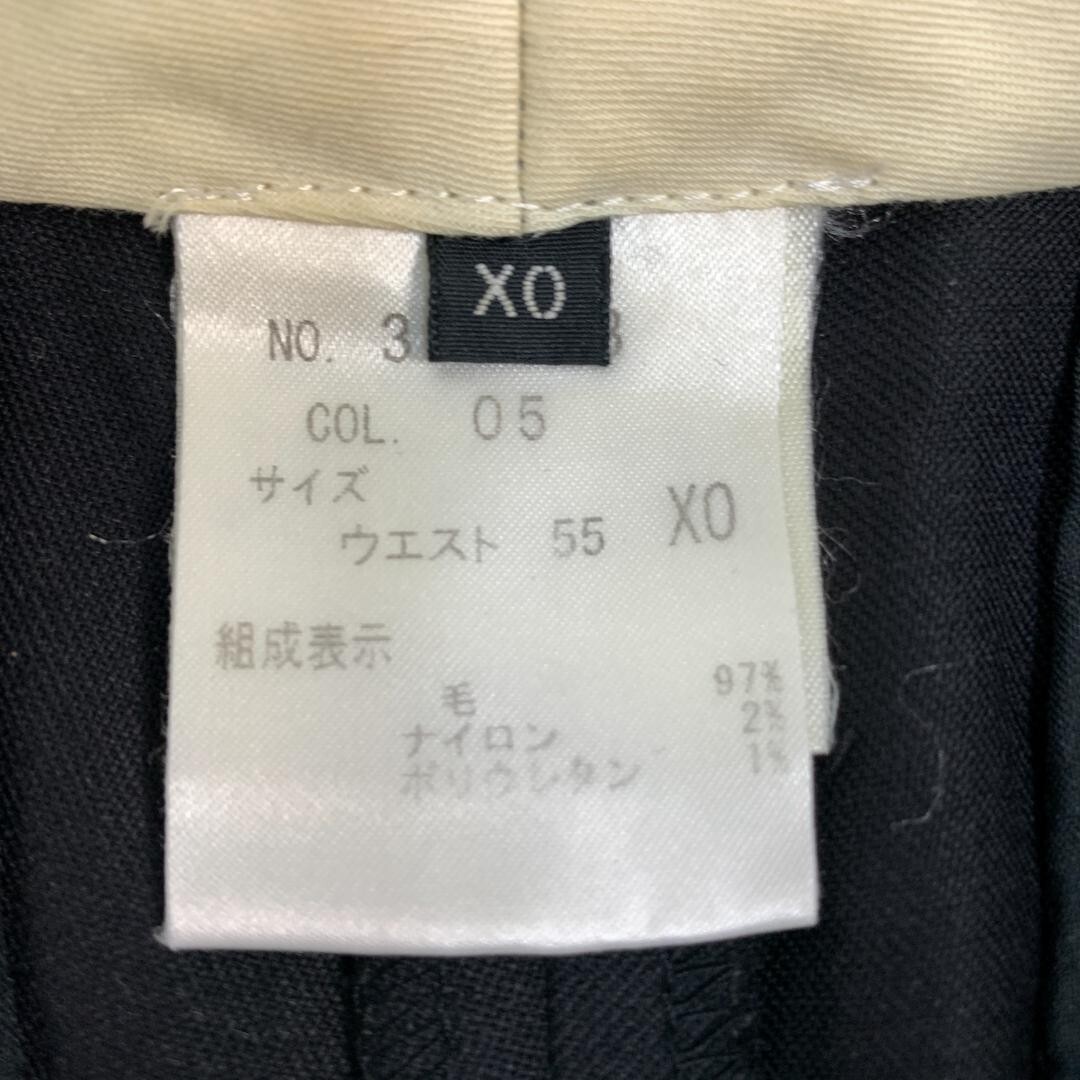 XO
NO. 3
COL. 05
サイズ
ウエスト 55 XO
組成表示
毛 97%
ナイロン 2%
ポリウレタン 1%